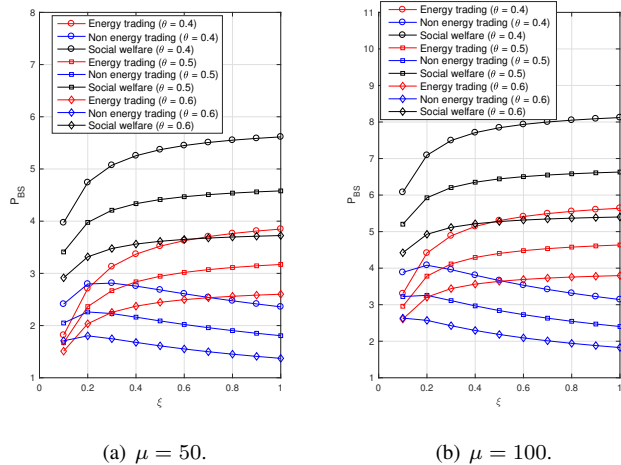 8
7
6
5
4
3
2
1
P_BS
Energy trading (θ = 0.4)
Non energy trading (θ = 0.4)
Social welfare (θ = 0.4)
Energy trading (θ = 0.5)
Non energy trading (θ = 0.5)
Social welfare (θ = 0.5)
Energy trading (θ = 0.6)
Non energy trading (θ = 0.6)
Social welfare (θ = 0.6)
0 0.2 0.4 0.6 0.8 1
ξ
(a) μ = 50.
11
10
9
8
7
6
5
4
3
2
1
P_BS
Energy trading (θ = 0.4)
Non energy trading (θ = 0.4)
Social welfare (θ = 0.4)
Energy trading (θ = 0.5)
Non energy trading (θ = 0.5)
Social welfare (θ = 0.5)
Energy trading (θ = 0.6)
Non energy trading (θ = 0.6)
Social welfare (θ = 0.6)
0 0.2 0.4 0.6 0.8 1
ξ
(b) μ = 100.